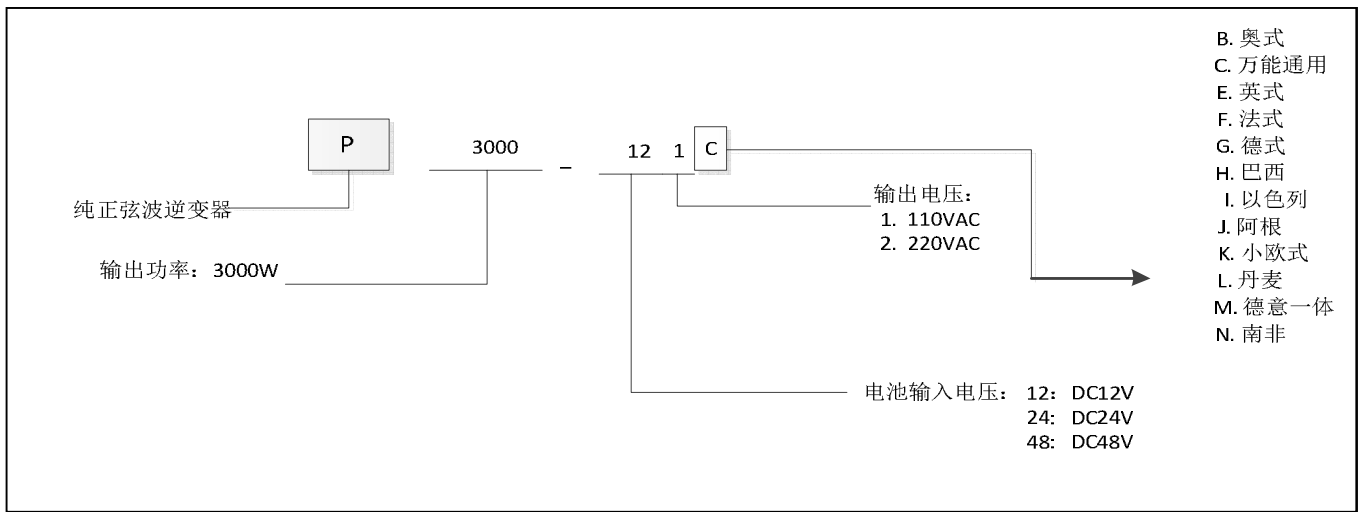 P 3000 – 12 1 C
纯正弦波逆变器
输出功率：3000W
输出电压：
1. 110VAC
2. 220VAC
电池输入电压：12：DC12V
24：DC24V
48：DC48V
B. 奥式
C. 万能通用
E. 英式
F. 法式
G. 德式
H. 巴西
I. 以色列
J. 阿根
K. 小欧式
L. 丹麦
M. 德意一体
N. 南非